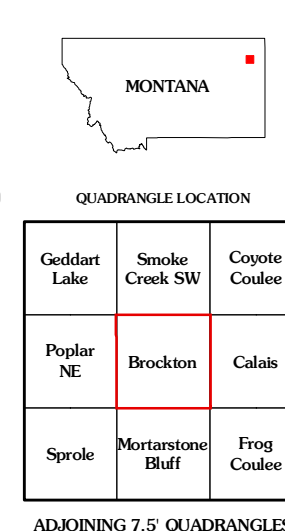 MONTANA
QUADRANGLE LOCATION
Geddart
Lake
Smoke
Creek SW
Coyote
Coulee
Poplar
NE
Brockton
Calais
Sprole
Mortarstone
Bluff
Frog
Coulee
ADJOINING 7.5' QUADRANGLES